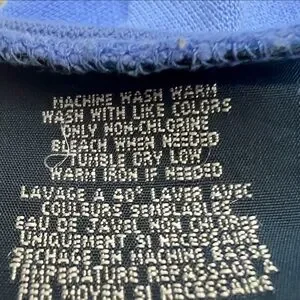 MACHINE WASH WARM
WASH WITH LIKE COLORS
ONLY NON-CHLORINE
BLEACH WHEN NEEDED
TUMBLE DRY LOW
WARM IRON IF NEEDED
LAVAGE A 40° LAVER AVEC
COULEURS SEMBLABLES
EAU DE JAVEL NON CHLOREE
UNIQUEMENT SI NECESSAIRE
SECHAGE EN MACHINE BASSE
TEMPERATURE REPASSAGE A
FER MOYEN SI NECESSAIRE